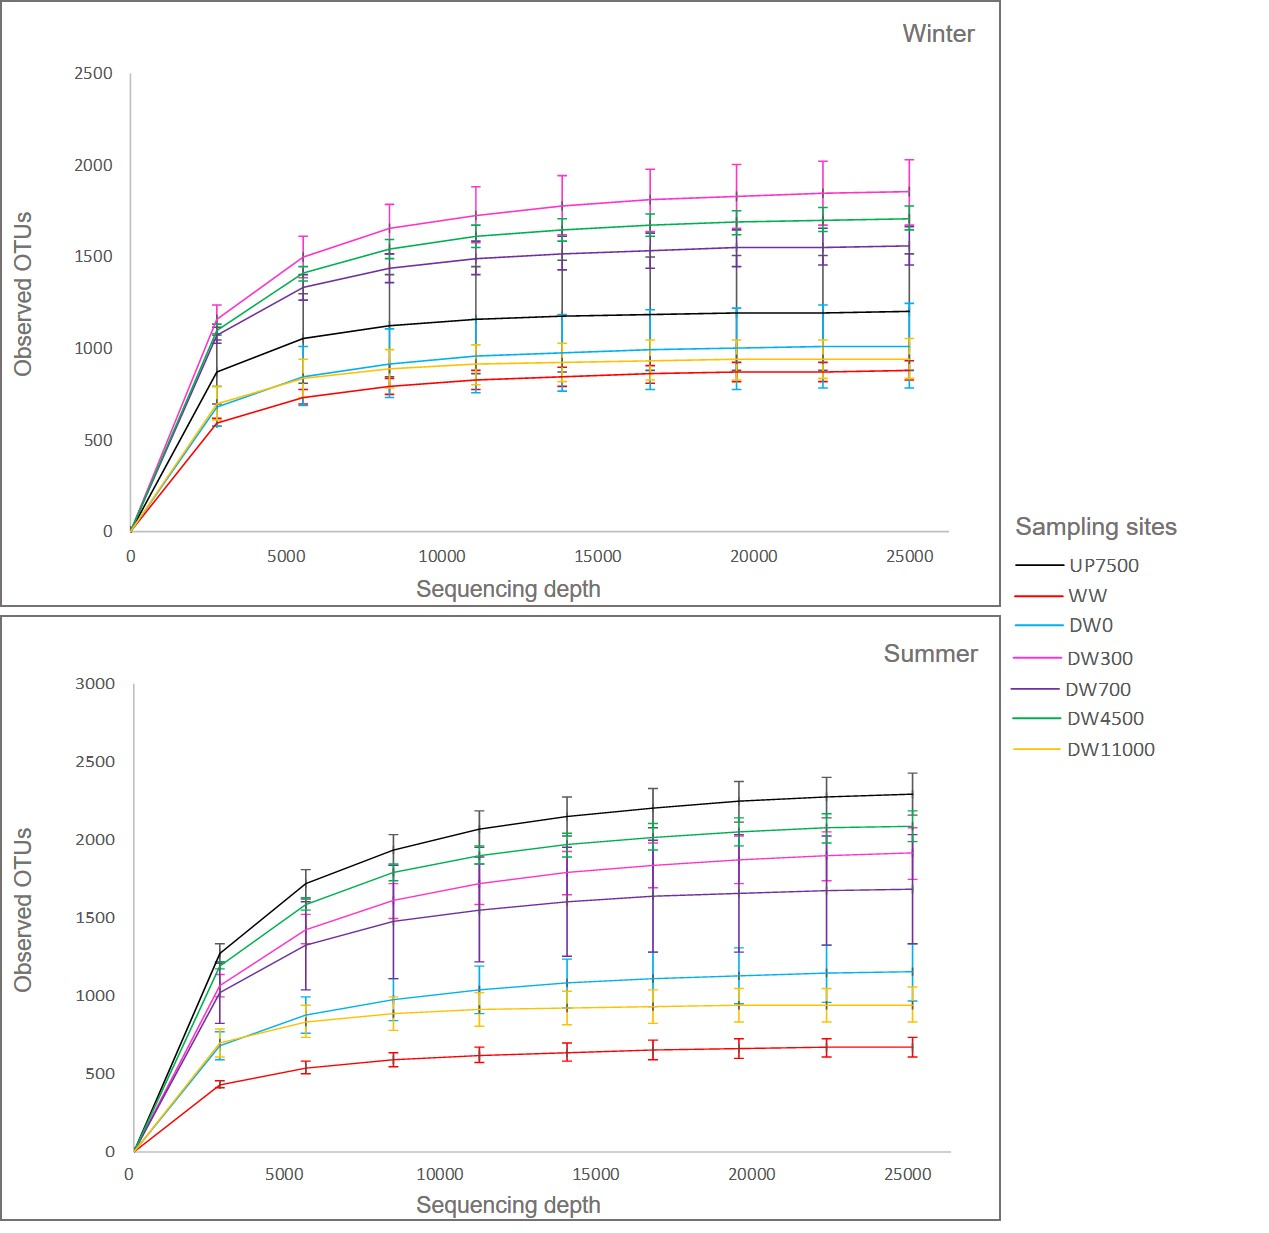 Winter
2500
2000
1500
1000
500
0
Observed OTUs
0 5000 10000 15000 20000 25000
Sequencing depth
Summer
3000
2500
2000
1500
1000
500
0
Observed OTUs
0 5000 10000 15000 20000 25000
Sequencing depth
Sampling sites
UP7500
WW
DW0
DW300
DW700
DW4500
DW11000